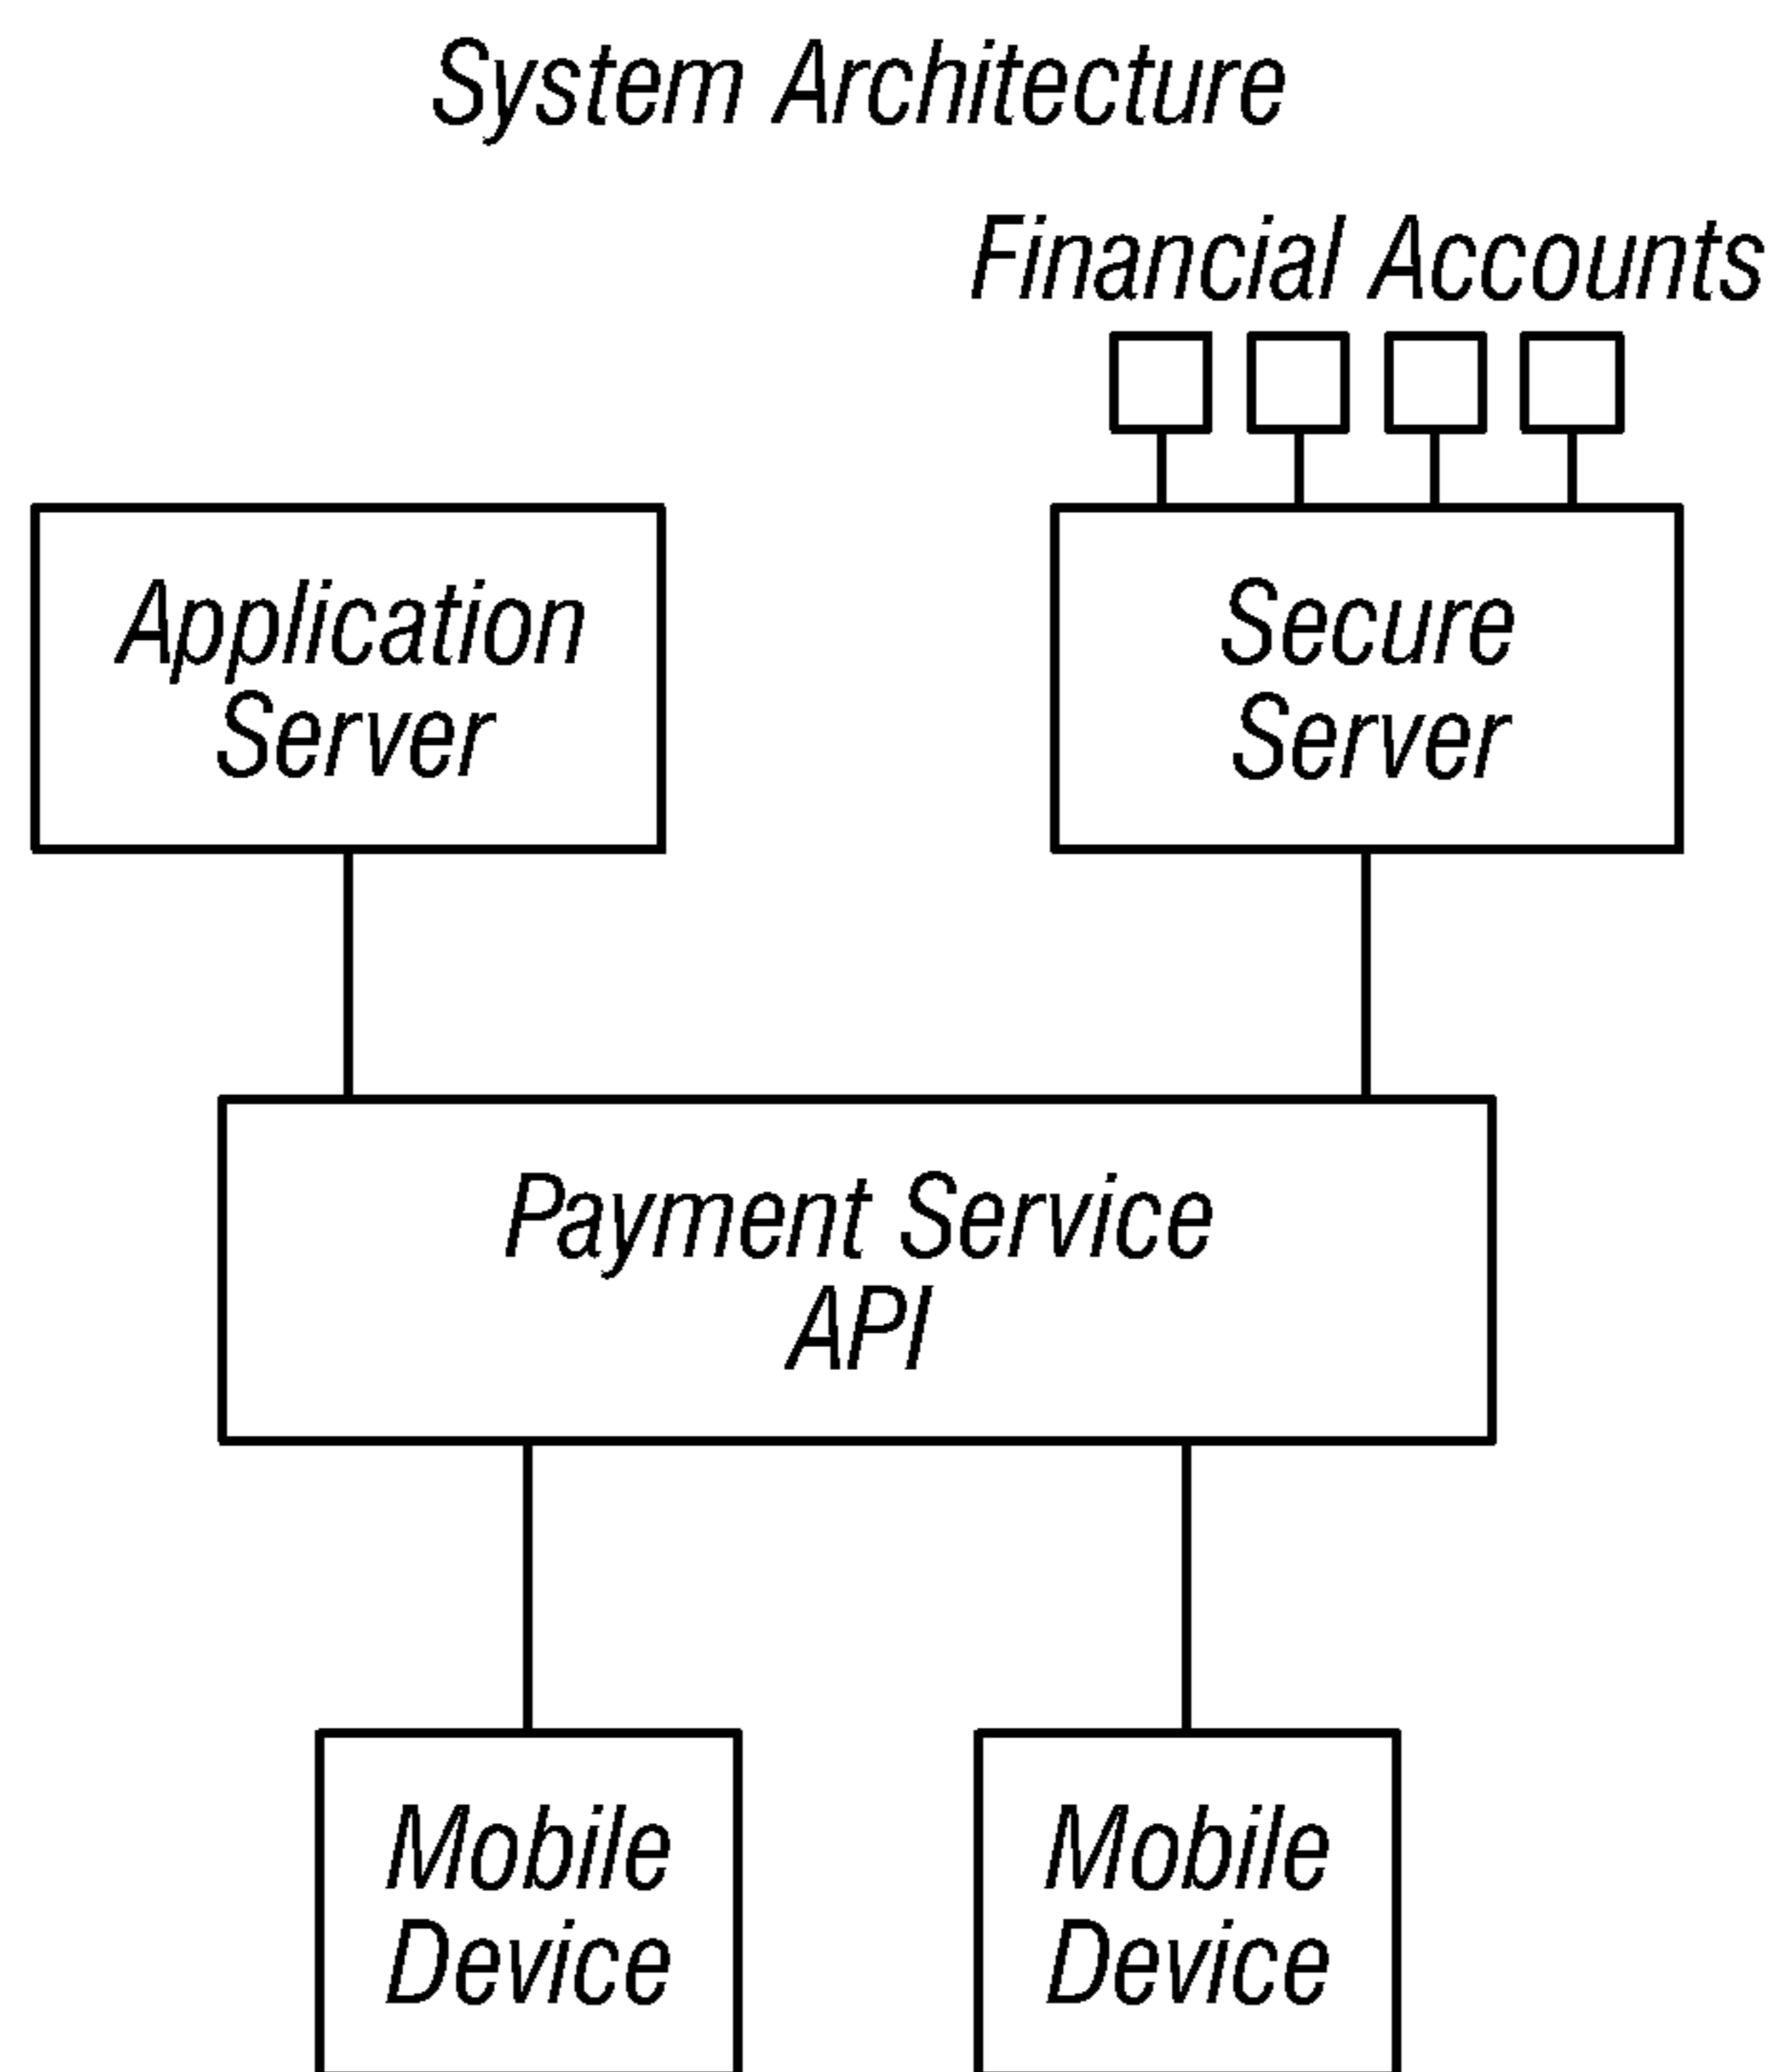 System Architecture
Financial Accounts
Application
Server
Secure
Server
Payment Service
API
Mobile
Device
Mobile
Device